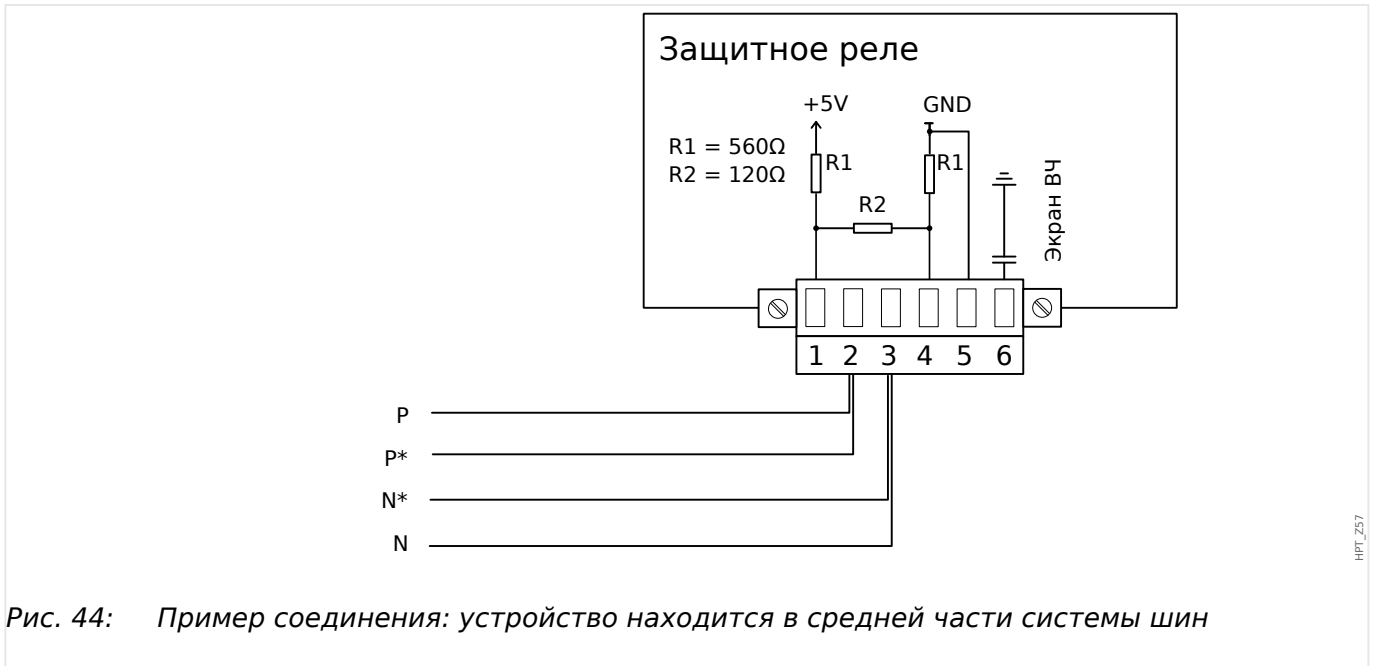 Защитное реле
+5V GND
R1 = 560Ω
R2 = 120Ω
R1 R1
R2
Экран ВЧ
1 2 3 4 5 6
P
P*
N*
N
HPT_Z57
Рис. 44: Пример соединения: устройство находится в средней части системы шин